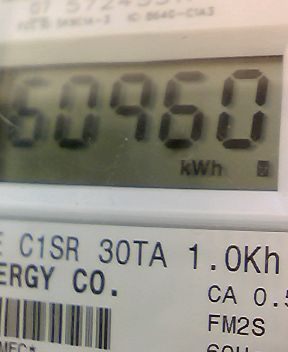 60960
kWh
E C1SR 30TA 1.0Kh
ERGY CO.
CA 0.5
FM2S